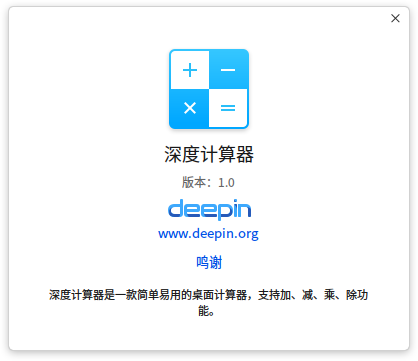 深度计算器
版本：1.0
deepin
www.deepin.org
鸣谢
深度计算器是一款简单易用的桌面计算器，支持加、减、乘、除功
能。